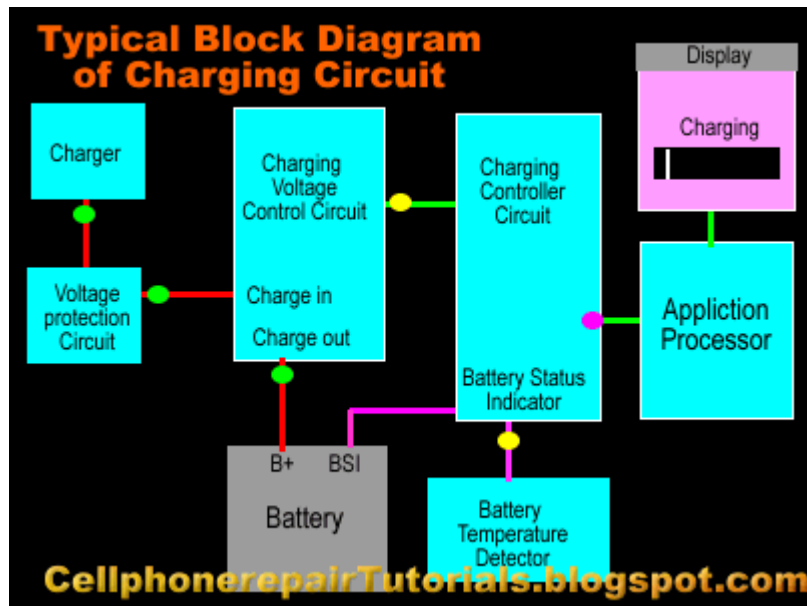 Typical Block Diagram
of Charging Circuit
Display
Charging
Charger
Charging
Voltage
Control Circuit
Charging
Controller
Circuit
Voltage
protection
Circuit
Charge in
Charge out
Appliction
Processor
Battery Status
Indicator
B+ BSI
Battery
Battery
Temperature
Detector
CellphonerepairTutorials.blogspot.com